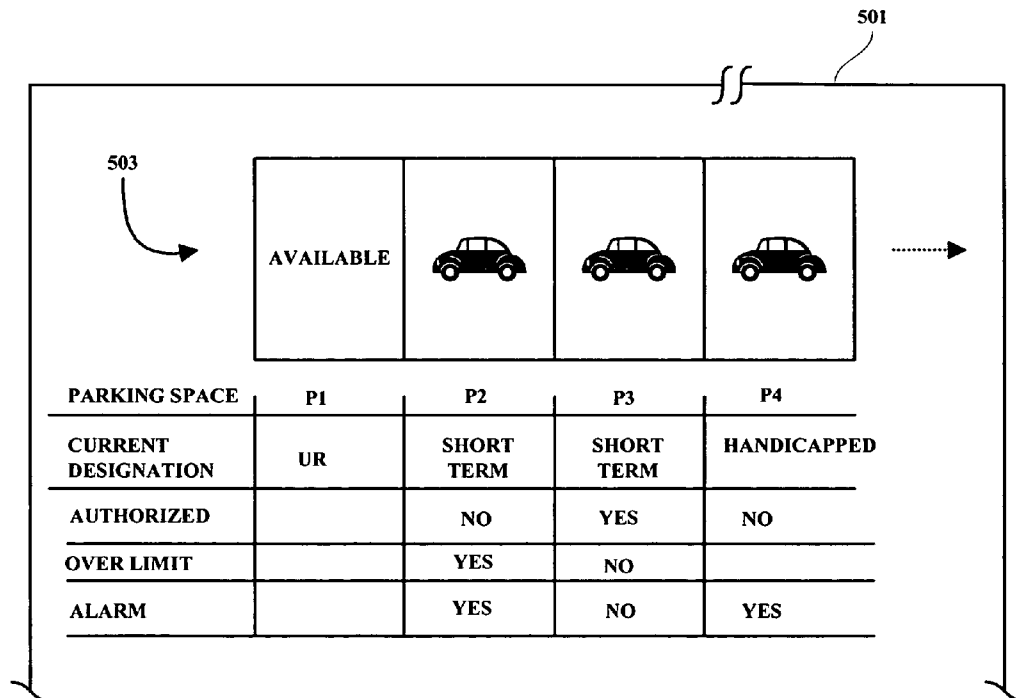 501
503
AVAILABLE
PARKING SPACE P1 P2 P3 P4
CURRENT DESIGNATION UR SHORT TERM SHORT TERM HANDICAPPED
AUTHORIZED NO YES NO
OVER LIMIT YES NO
ALARM YES NO YES